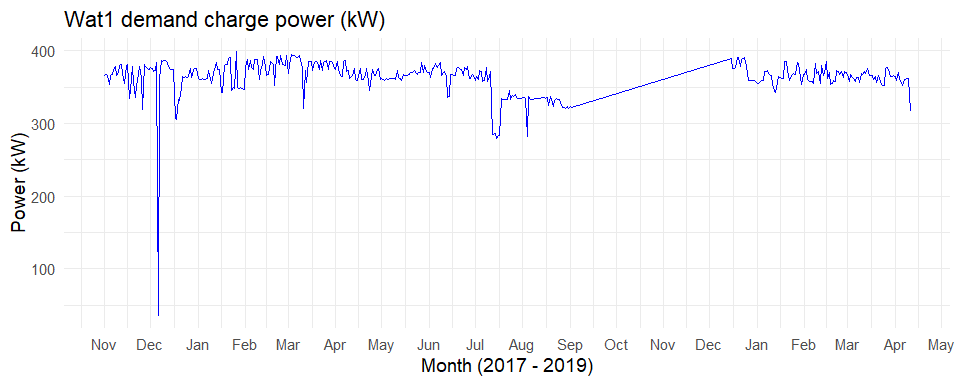 Wat1 demand charge power (kW)
Power (kW)
400
300
200
100
Nov Dec Jan Feb Mar Apr May Jun Jul Aug Sep Oct Nov Dec Jan Feb Mar Apr May
Month (2017 - 2019)